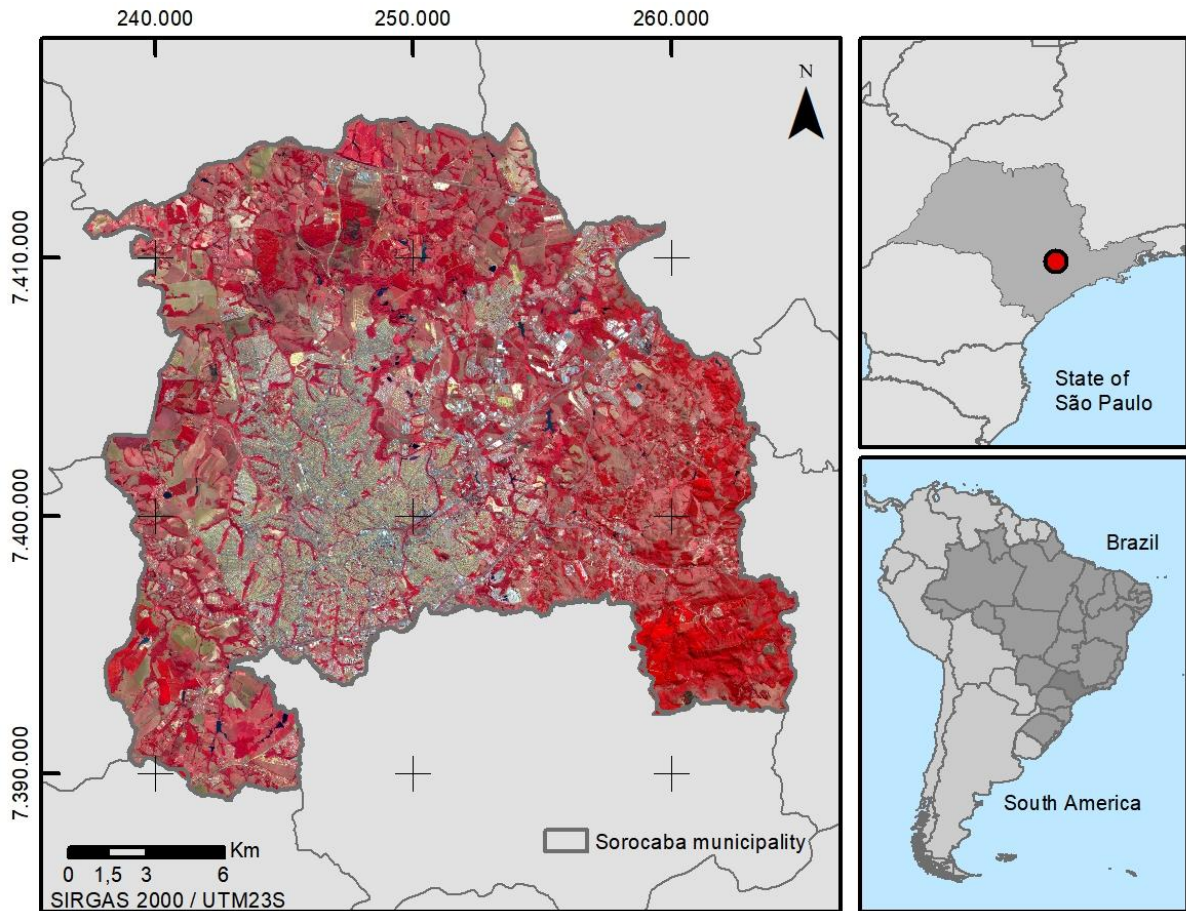 240.000 250.000 260.000
N
7.410.000
7.400.000
7.390.000
Sorocaba municipality
0 1,5 3 6 Km
SIRGAS 2000 / UTM23S
State of
São Paulo
Brazil
South America